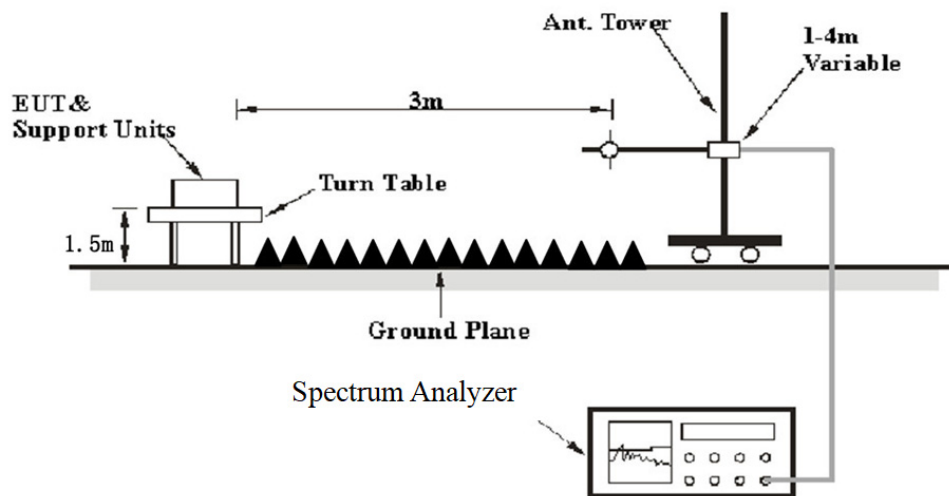 Ant. Tower
1-4m
Variable
3m
EUT&
Support Units
Turn Table
1.5m
Ground Plane
Spectrum Analyzer